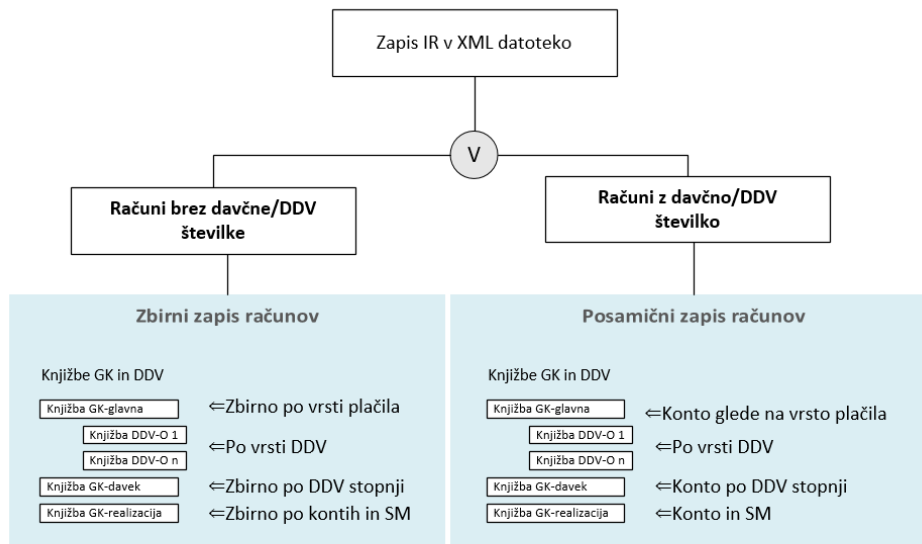 Zapis IR v XML datoteko
V
Računi brez davčne/DDV
številke
Računi z davčno/DDV
številko
Zbirni zapis računov
Knjižbe GK in DDV
Knjižba GK-glavna
⇐Zbirno po vrsti plačila
Knjižba DDV-O 1
⇐Po vrsti DDV
Knjižba DDV-O n
Knjižba GK-davek
⇐Zbirno po DDV stopnji
Knjižba GK-realizacija
⇐Zbirno po kontih in SM
Posamični zapis računov
Knjižbe GK in DDV
Knjižba GK-glavna
⇐Konto glede na vrsto plačila
Knjižba DDV-O 1
⇐Po vrsti DDV
Knjižba DDV-O n
Knjižba GK-davek
⇐Konto po DDV stopnji
Knjižba GK-realizacija
⇐Konto in SM